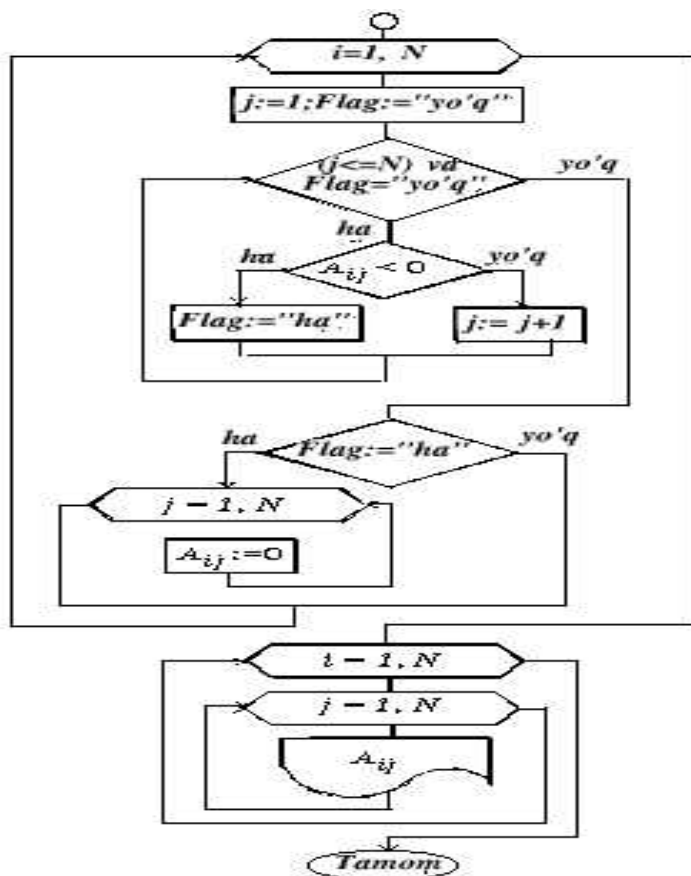 i=1, N
j:=1;Flag:="yo'q"
(j<=N) va
Flag="yo'q"
yo'q
ha
ha
A_ij < 0
yo'q
Flag:="ha"
j:= j+1
ha
Flag:="ha"
yo'q
j = 1, N
A_ij :=0
i = 1, N
j = 1, N
A_ij
Tamom